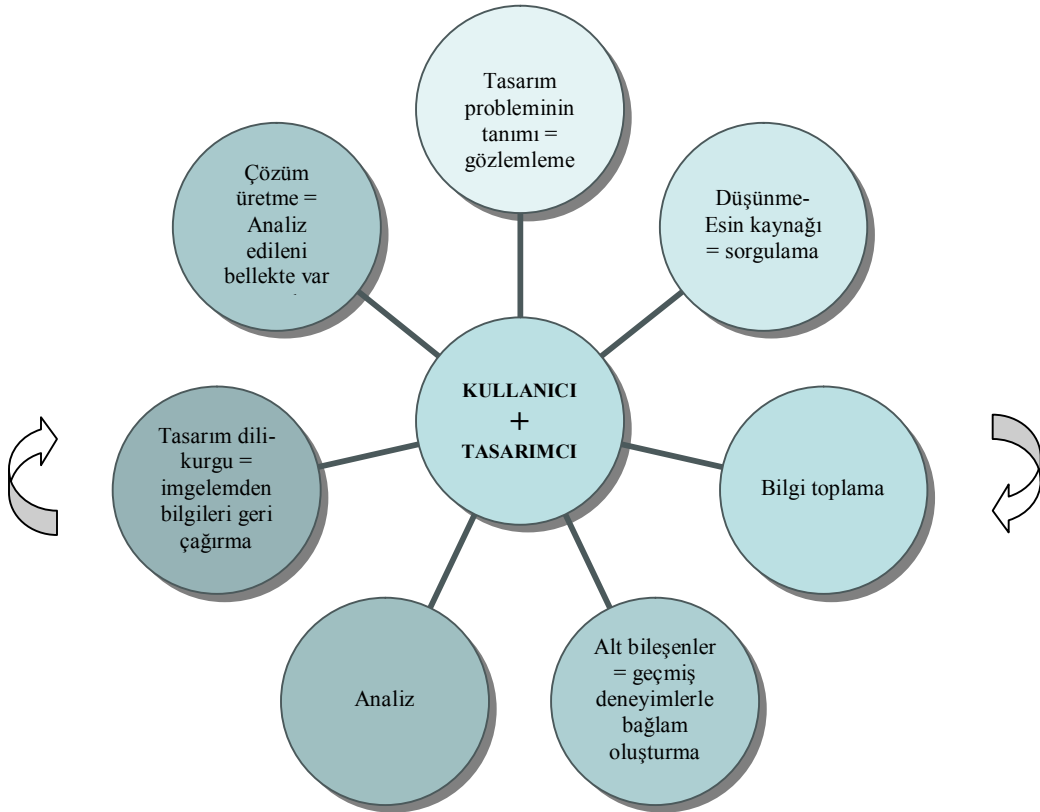 Tasarım
probleminin
tanımı =
gözlemleme
Düşünme-
Esin kaynağı
= sorgulama
Bilgi toplama
Alt bileşenler
= geçmiş
deneyimlerle
bağlam
oluşturma
Analiz
Tasarım dili-
kurgu =
imgelemden
bilgileri geri
çağırma
Çözüm
üretme =
Analiz
edileni
bellekte var
KULLANICI
+
TASARIMCI